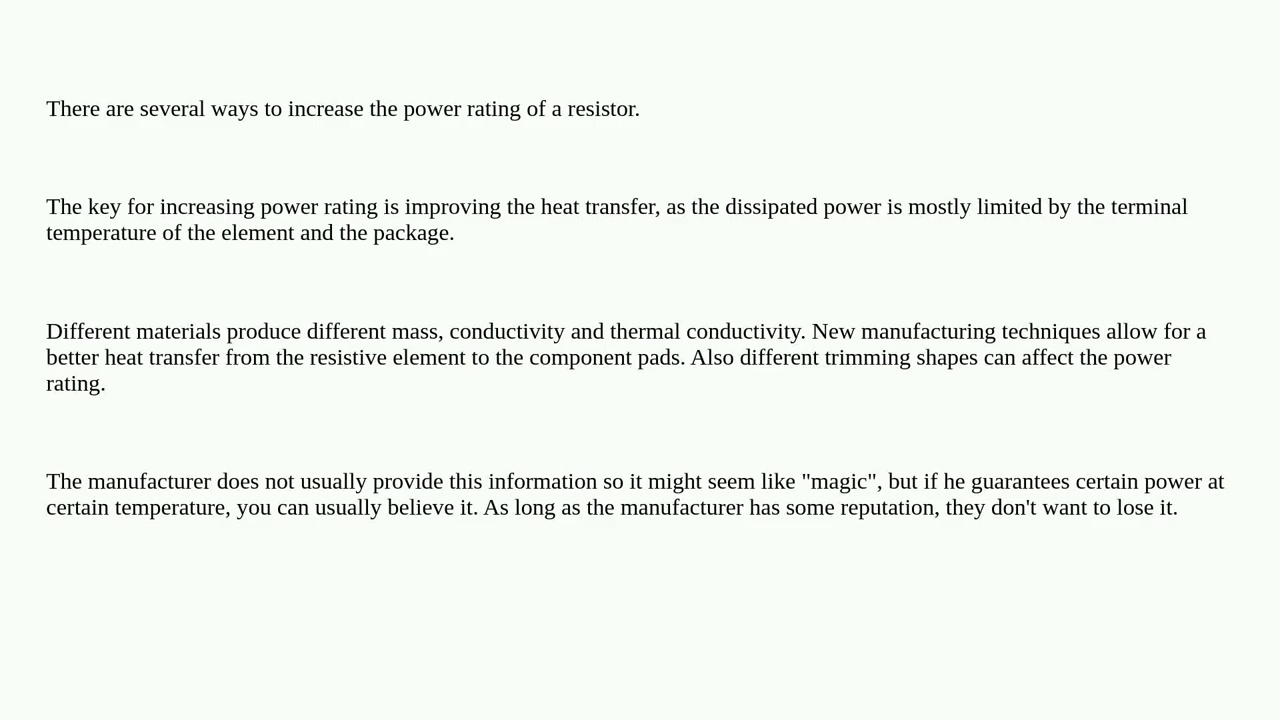 There are several ways to increase the power rating of a resistor.
The key for increasing power rating is improving the heat transfer, as the dissipated power is mostly limited by the terminal
temperature of the element and the package.
Different materials produce different mass, conductivity and thermal conductivity. New manufacturing techniques allow for a
better heat transfer from the resistive element to the component pads. Also different trimming shapes can affect the power
rating.
The manufacturer does not usually provide this information so it might seem like "magic", but if he guarantees certain power at
certain temperature, you can usually believe it. As long as the manufacturer has some reputation, they don't want to lose it.